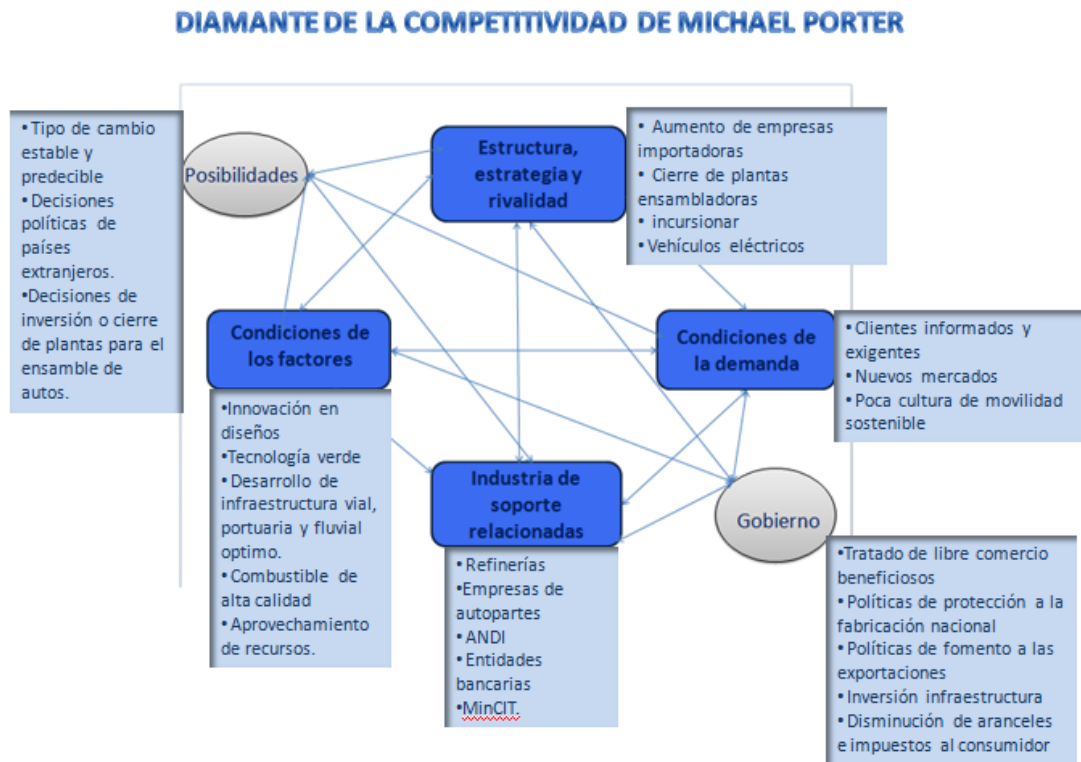 DIAMANTE DE LA COMPETITIVIDAD DE MICHAEL PORTER
•Tipo de cambio
estable y
predecible
•Decisiones
políticas de
países
extranjeros.
•Decisiones de
inversión o cierre
de plantas para el
ensamble de
autos.
Posibilidades
Estructura,
estrategia y
rivalidad
• Aumento de empresas
importadoras
• Cierre de plantas
ensambladoras
• incursionar
• Vehículos eléctricos
Condiciones de
los factores
•Innovación en
diseños
•Tecnología verde
• Desarrollo de
infraestructura vial,
portuaria y fluvial
optimo.
•Combustible de
alta calidad
•Aprovechamiento
de recursos.
Condiciones de
la demanda
• Clientes informados y
exigentes
• Nuevos mercados
• Poca cultura de movilidad
sostenible
Industria de
soporte
relacionadas
• Refinerías
•Empresas de
autopartes
• ANDI
• Entidades
bancarias
•MinCIT.
Gobierno
•Tratado de libre comercio
beneficiosos
• Políticas de protección a la
fabricación nacional
• Políticas de fomento a las
exportaciones
• Inversión infraestructura
• Disminución de aranceles
e impuestos al consumidor